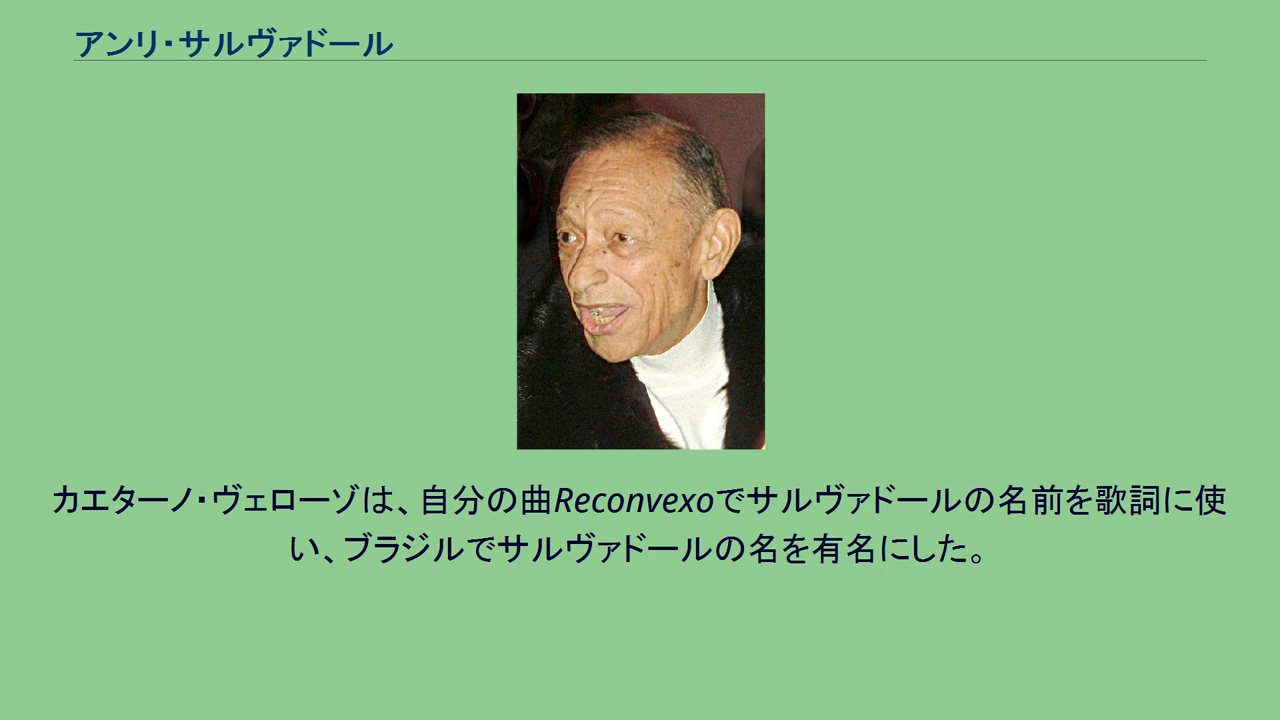 アンリ・サルヴァドール
カエターノ・ヴェローゾは、自分の曲Reconvexoでサルヴァドールの名前を歌詞に使
い、ブラジルでサルヴァドールの名を有名にした。